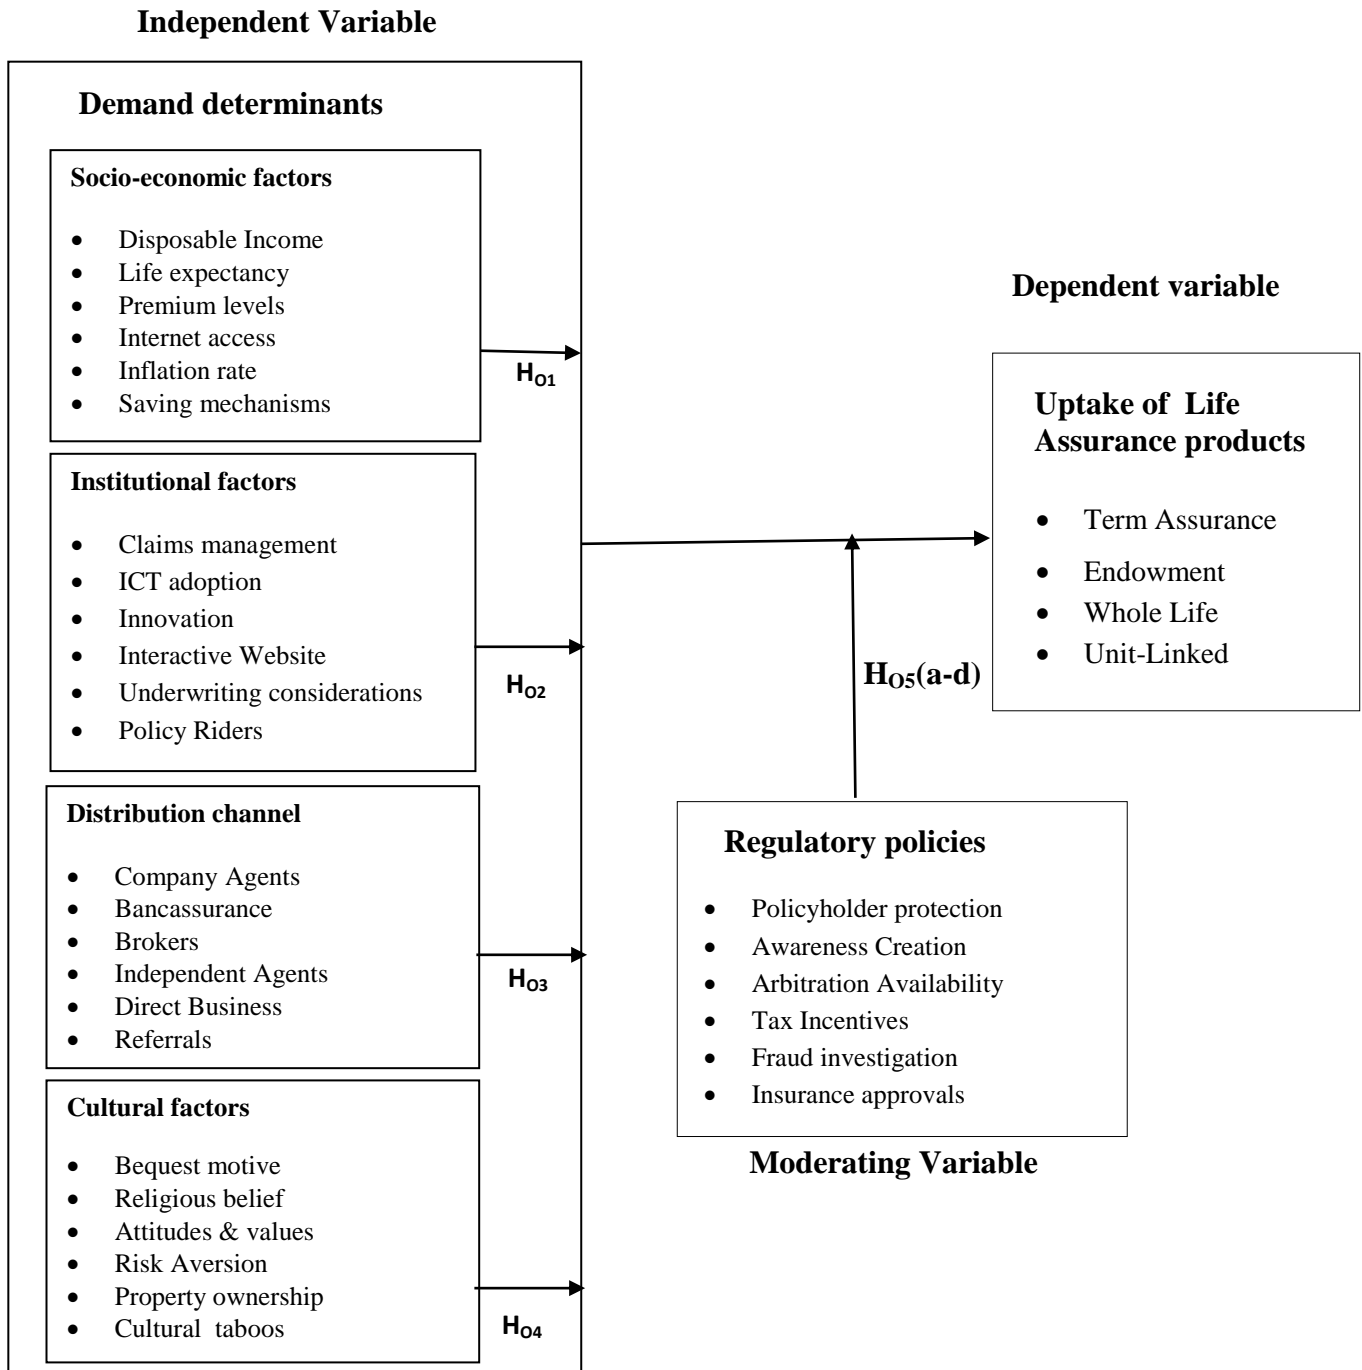 Independent Variable
Demand determinants
Socio-economic factors
• Disposable Income
• Life expectancy
• Premium levels
• Internet access
• Inflation rate
• Saving mechanisms
HO1
Institutional factors
• Claims management
• ICT adoption
• Innovation
• Interactive Website
• Underwriting considerations
• Policy Riders
HO2
Distribution channel
• Company Agents
• Bancassurance
• Brokers
• Independent Agents
• Direct Business
• Referrals
HO3
Cultural factors
• Bequest motive
• Religious belief
• Attitudes & values
• Risk Aversion
• Property ownership
• Cultural taboos
HO4
Dependent variable
Uptake of Life
Assurance products
• Term Assurance
• Endowment
• Whole Life
• Unit-Linked
HO5(a-d)
Regulatory policies
• Policyholder protection
• Awareness Creation
• Arbitration Availability
• Tax Incentives
• Fraud investigation
• Insurance approvals
Moderating Variable